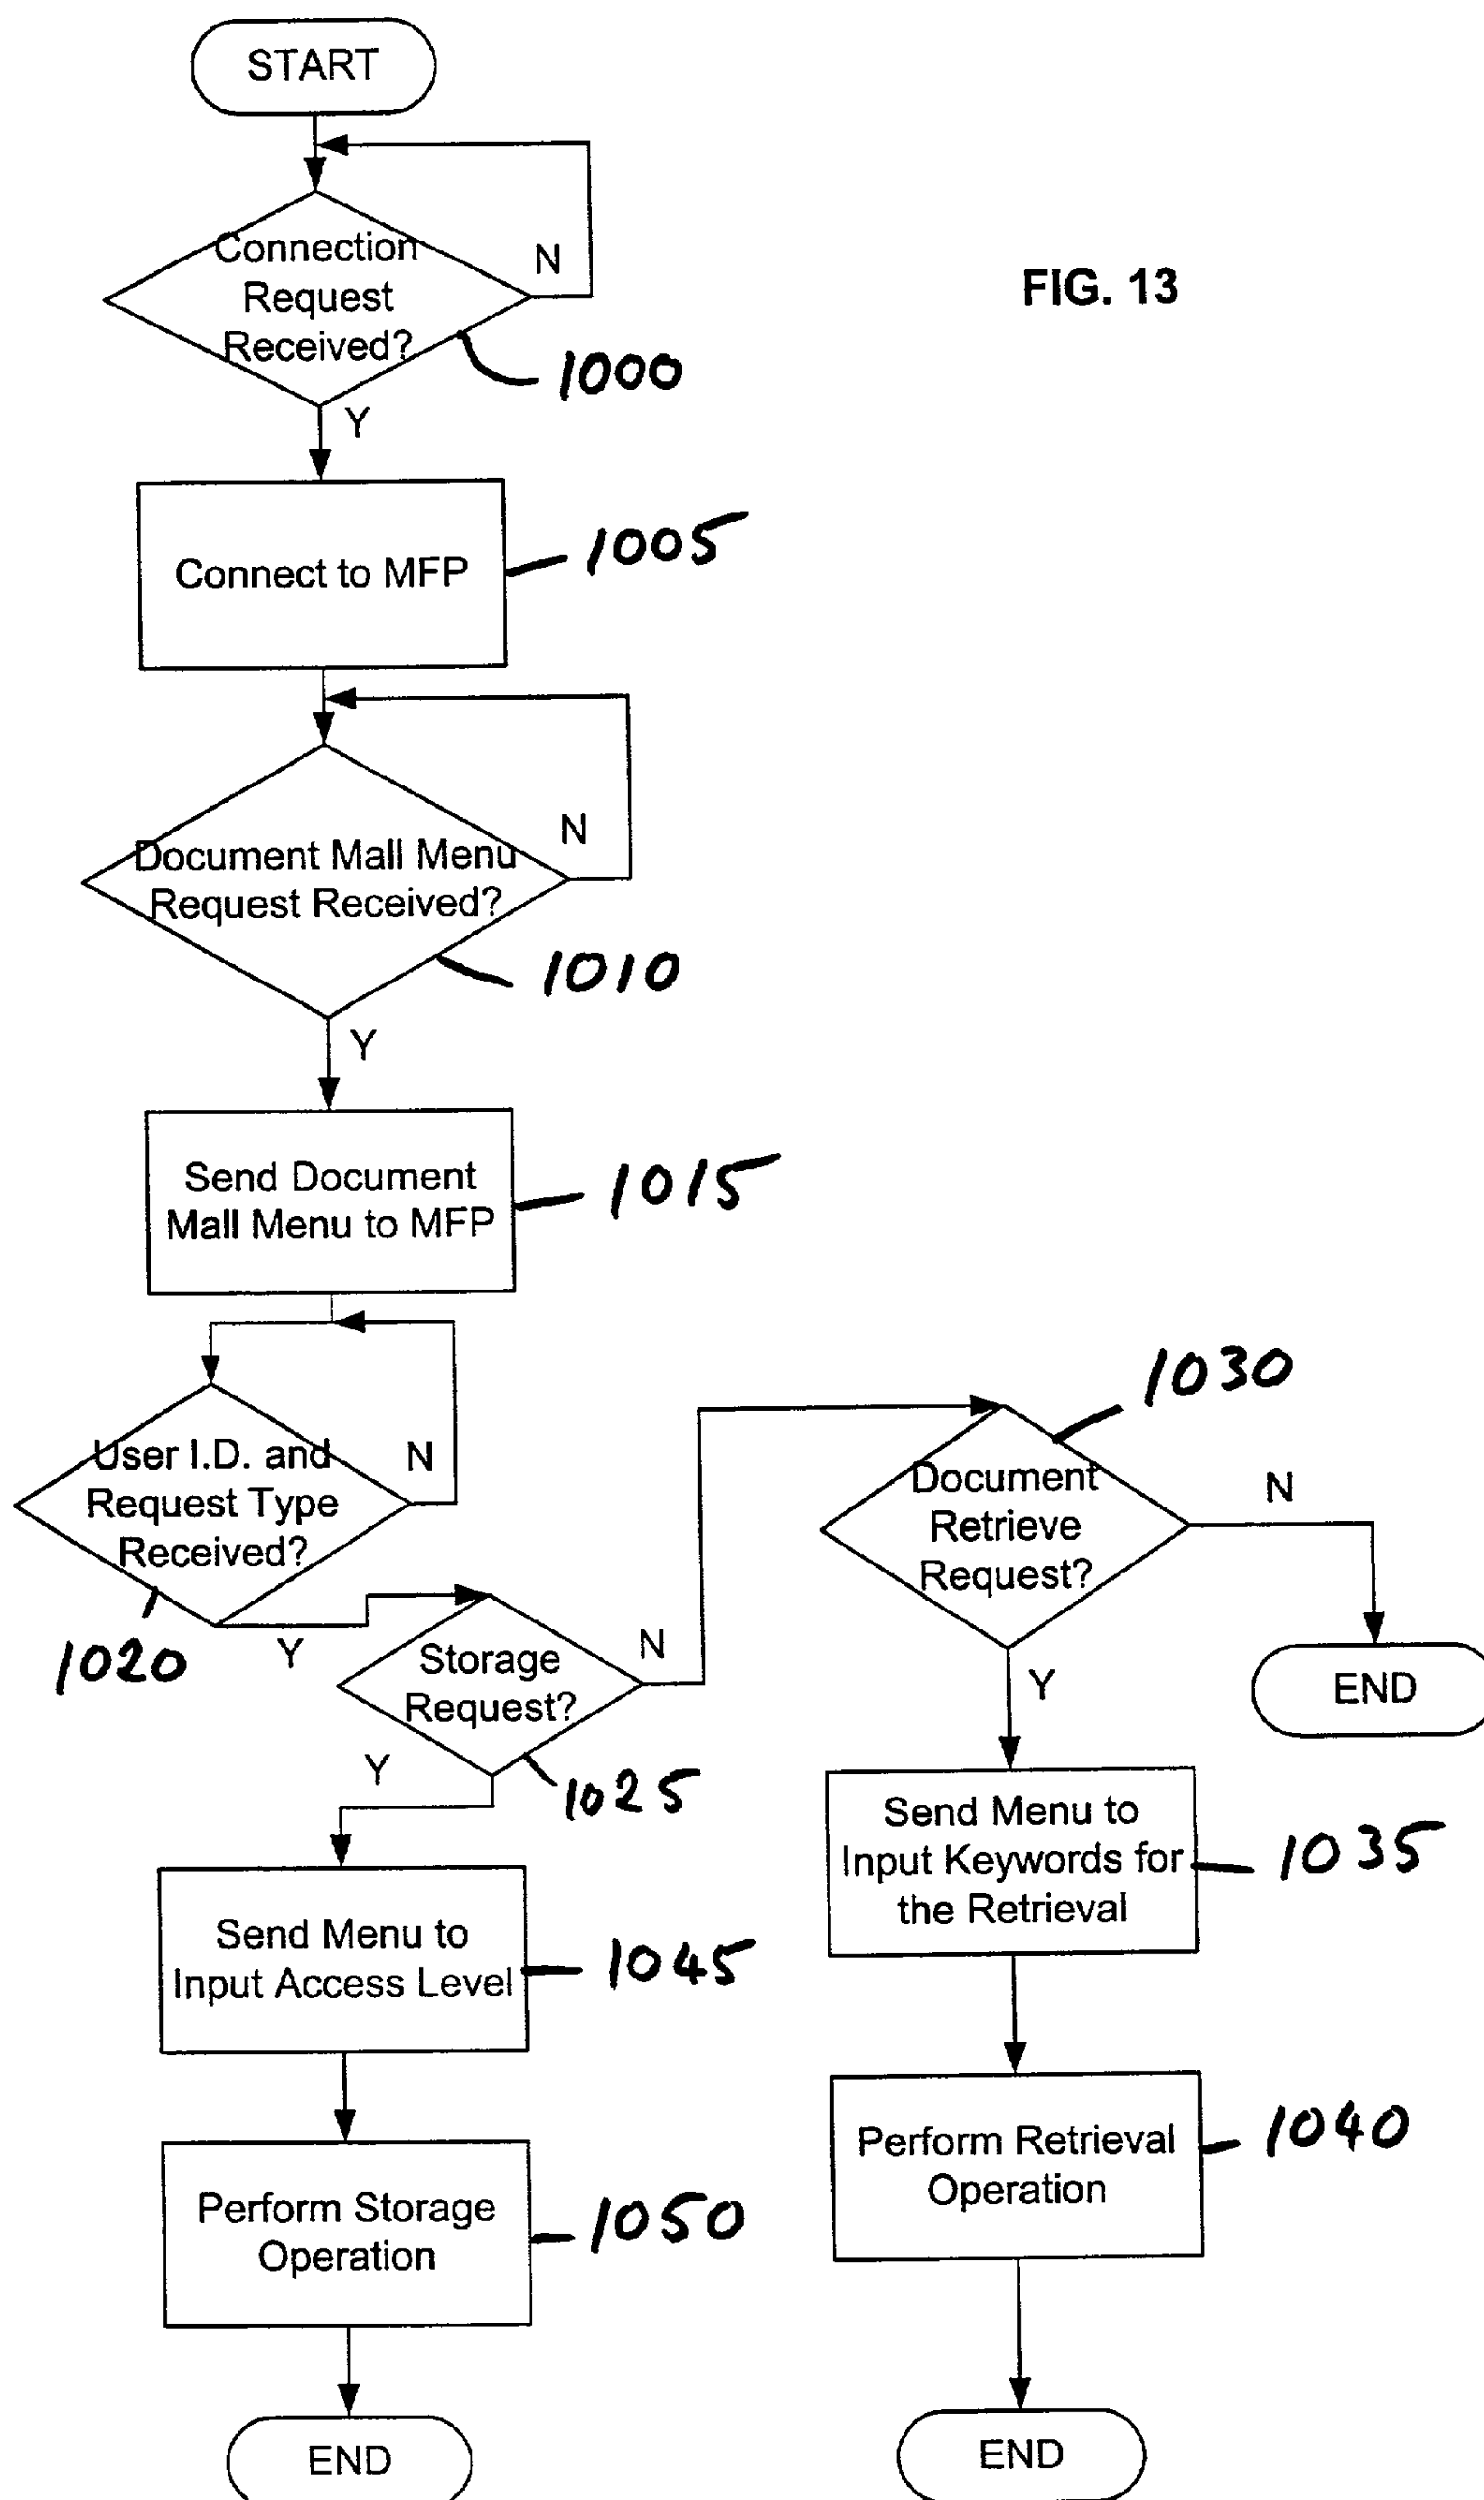 START
Connection
Request
Received?
N
FIG. 13
1000
Y
Connect to MFP
1005
N
Document Mall Menu
Request Received?
1010
Y
Send Document
Mall Menu to MFP
1015
User I.D. and
Request Type
Received?
N
1020
Y
Storage
Request?
N
Y
1025
1030
Document
Retrieve
Request?
N
END
Y
Send Menu to
Input Keywords for
the Retrieval
1035
Send Menu to
Input Access Level
1045
Perform Retrieval
Operation
1040
Perform Storage
Operation
1050
END
END